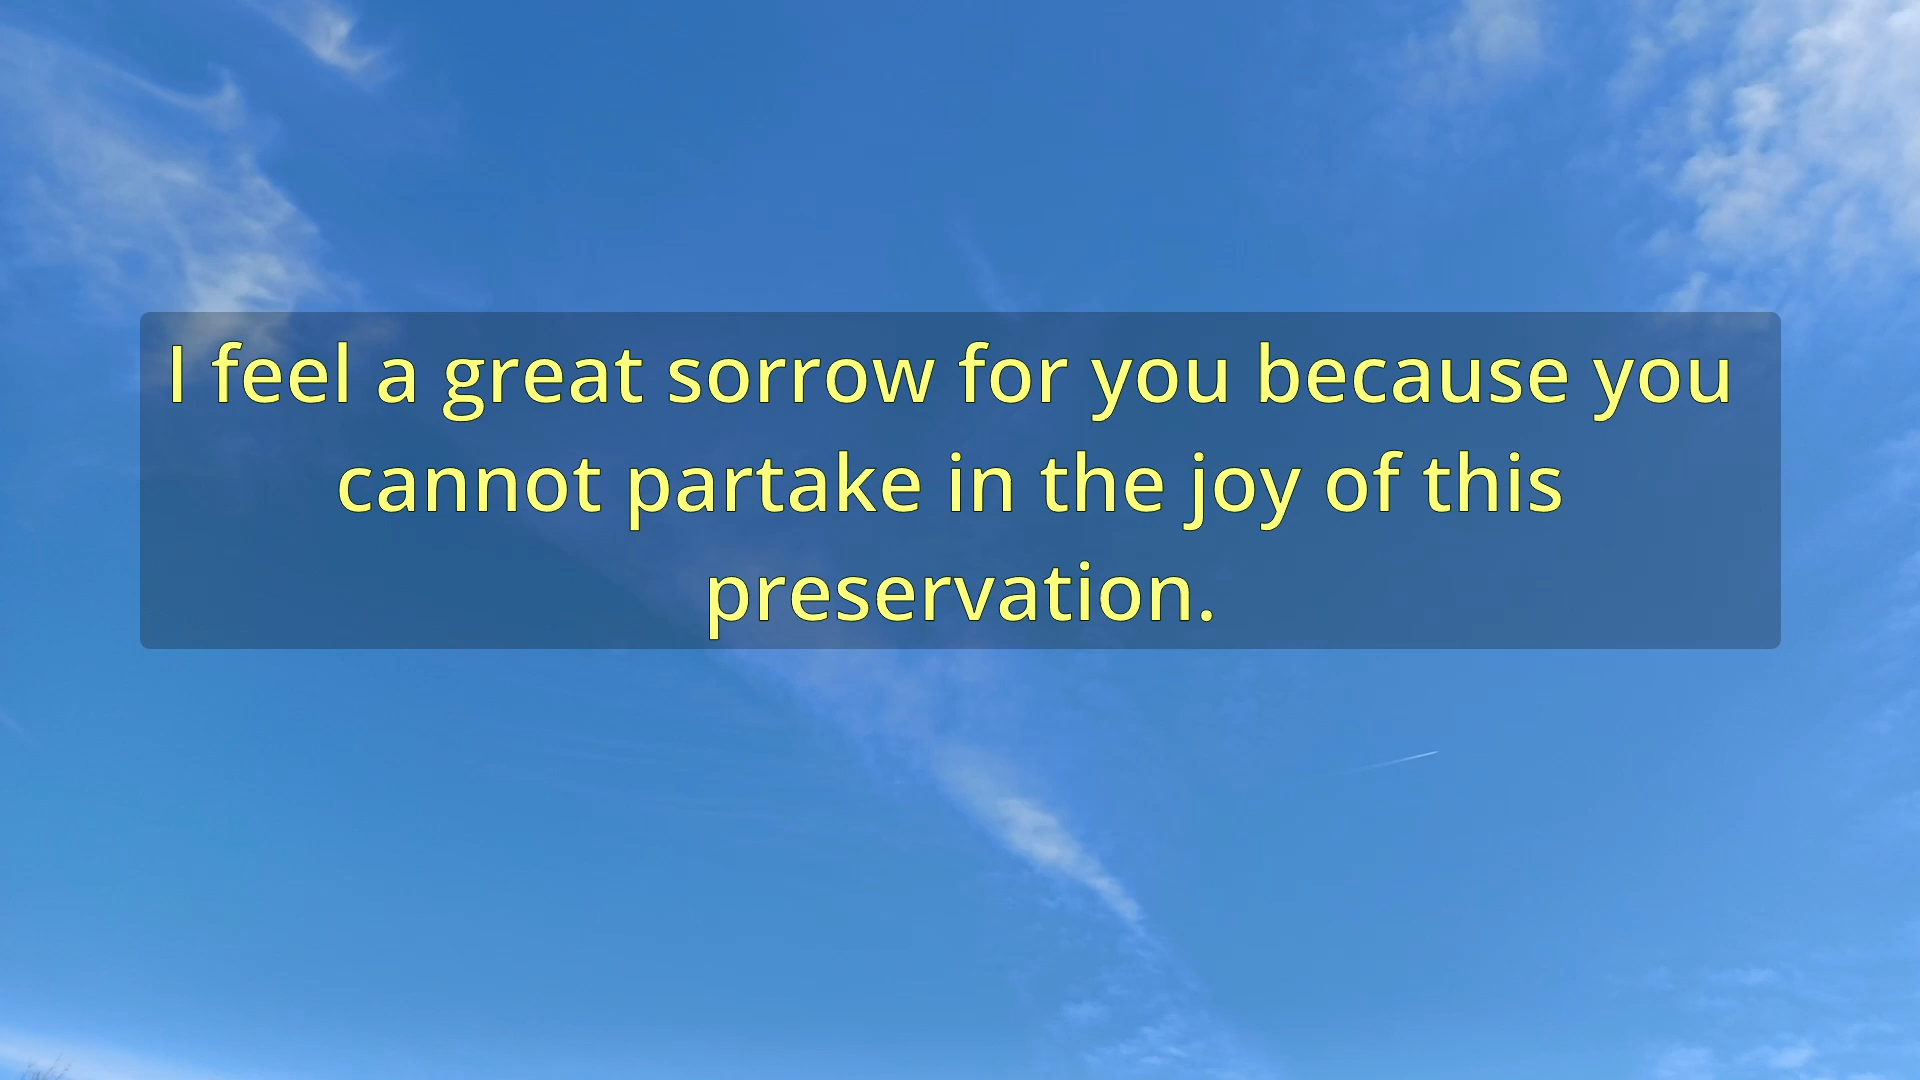 I feel a great sorrow for you because you
cannot partake in the joy of this
preservation.